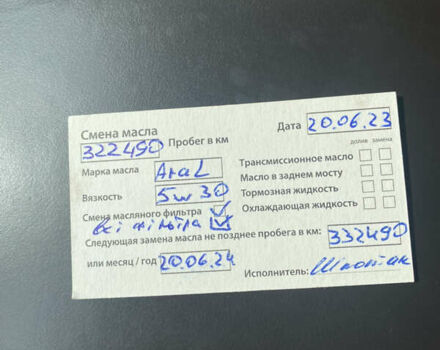 Смена масла Дата 20.06.23
322490 Пробег в км долив замена
Марка масла Aral Трансмиссионное масло
Вязкость 5w30 Масло в заднем мосту
Смена масляного фильтра Тормозная жидкость
всі фільтра Охлаждающая жидкость
Следующая замена масла не позднее пробега в км: 332490
или месяц / год 20.06.24 Исполнитель: